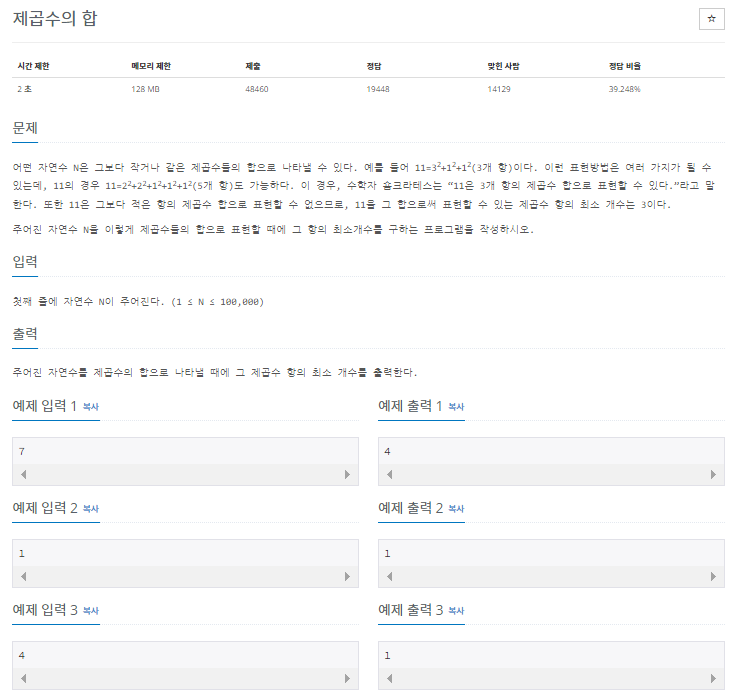 제곱수의 합
☆
시간 제한 메모리 제한 제출 정답 맞힌 사람 정답 비율
2 초 128 MB 48460 19448 14129 39.248%
문제
어떤 자연수 N은 그보다 작거나 같은 제곱수들의 합으로 나타낼 수 있다. 예를 들어 11=3²+1²+1²(3개 항)이다. 이런 표현방법은 여러 가지가 될 수
있는데, 11의 경우 11=2²+2²+1²+1²+1²(5개 항)도 가능하다. 이 경우, 수학자 숌크라테스는 “11은 3개 항의 제곱수 합으로 표현할 수 있다.”라고 말
한다. 또한 11은 그보다 적은 항의 제곱수 합으로 표현할 수 없으므로, 11을 그 합으로써 표현할 수 있는 제곱수 항의 최소 개수는 3이다.
주어진 자연수 N을 이렇게 제곱수들의 합으로 표현할 때에 그 항의 최소개수를 구하는 프로그램을 작성하시오.
입력
첫째 줄에 자연수 N이 주어진다. (1 ≤ N ≤ 100,000)
출력
주어진 자연수를 제곱수의 합으로 나타낼 때에 그 제곱수 항의 최소 개수를 출력한다.
예제 입력 1 복사
7
예제 출력 1 복사
4
예제 입력 2 복사
1
예제 출력 2 복사
1
예제 입력 3 복사
4
예제 출력 3 복사
1